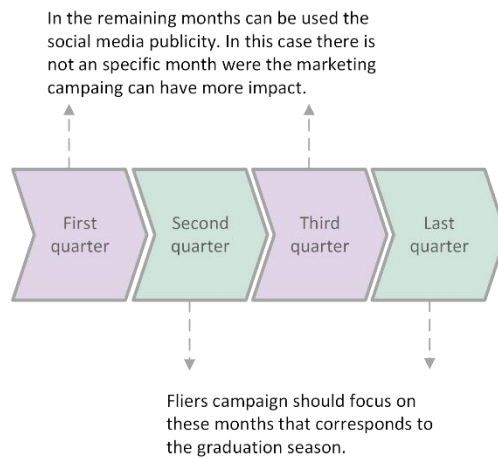 In the remaining months can be used the
social media publicity. In this case there is
not an specific month were the marketing
campaing can have more impact.
First
quarter
Second
quarter
Third
quarter
Last
quarter
Fliers campaign should focus on
these months that corresponds to
the graduation season.